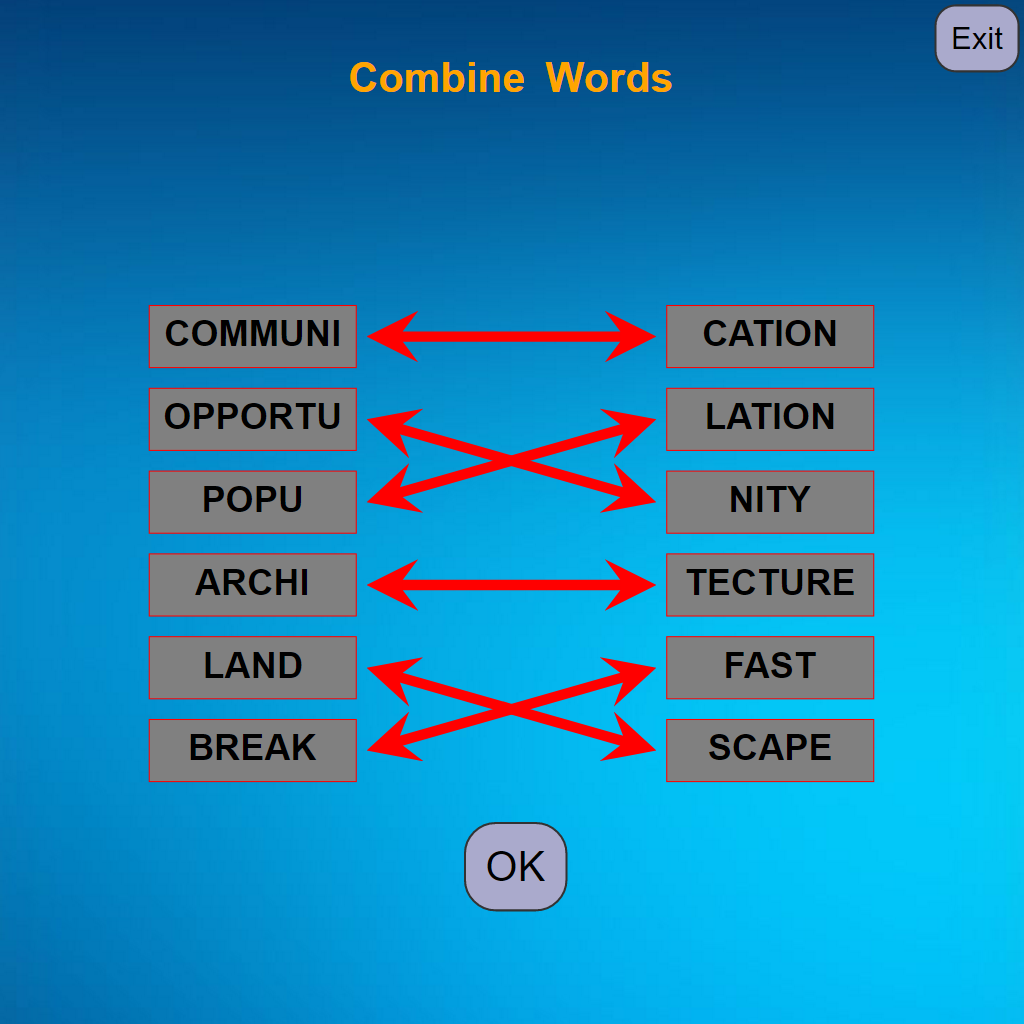 Exit
Combine Words
COMMUNI CATION
OPPORTU LATION
POPU NITY
ARCHI TECTURE
LAND FAST
BREAK SCAPE
OK